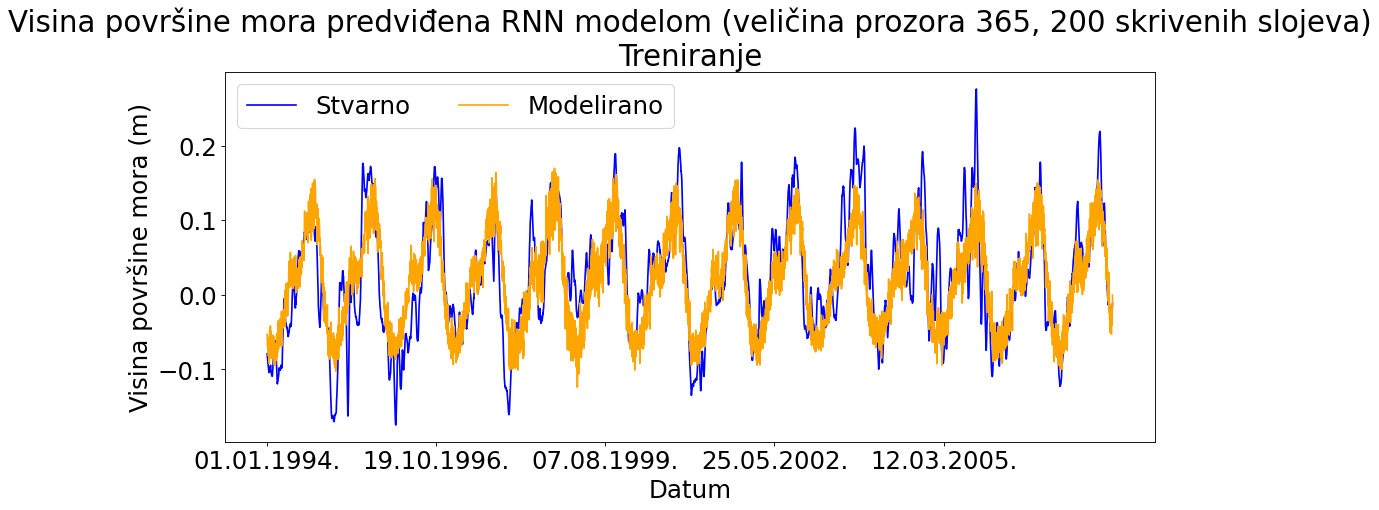 Visina površine mora predviđena RNN modelom (veličina prozora 365, 200 skrivenih slojeva)
Treniranje
Stvarno
Modelirano
Visina površine mora (m)
0.2
0.1
0.0
−0.1
01.01.1994.
19.10.1996.
07.08.1999.
25.05.2002.
12.03.2005.
Datum